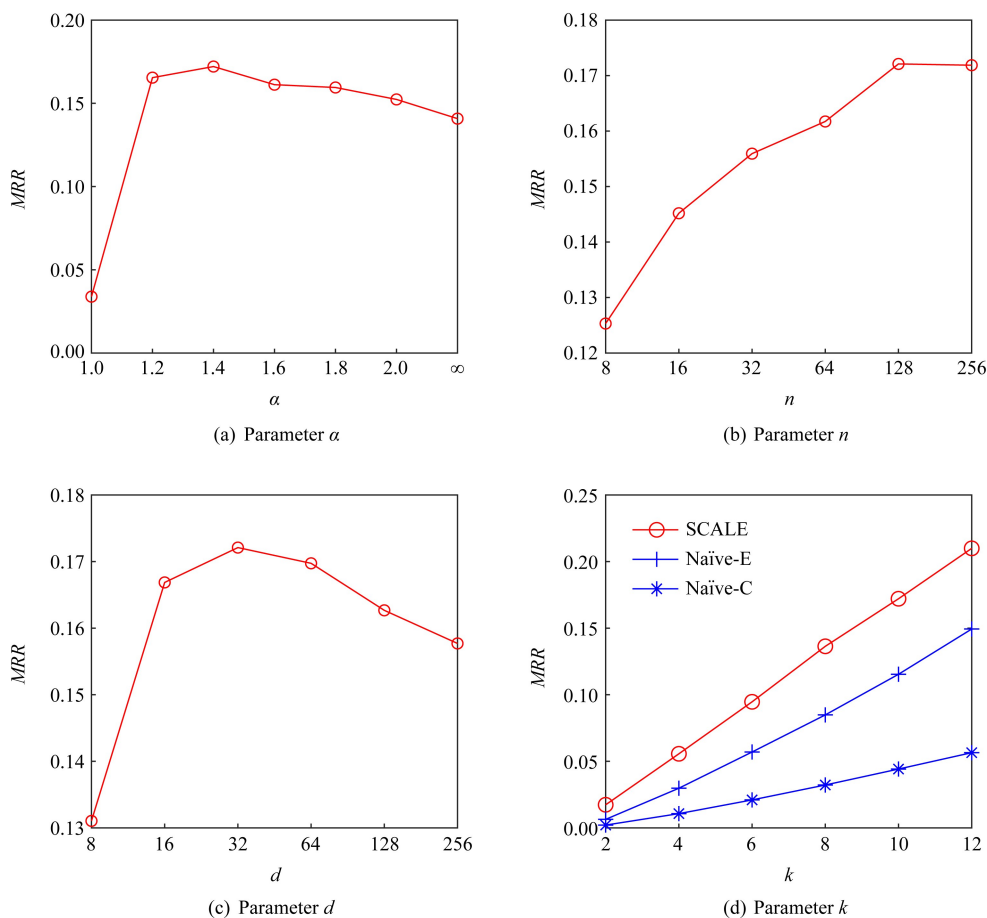 0.20
0.15
0.10
0.05
0.00
MRR
1.0 1.2 1.4 1.6 1.8 2.0 ∞
α
(a) Parameter α
0.18
0.17
0.16
0.15
0.14
0.13
0.12
MRR
8 16 32 64 128 256
n
(b) Parameter n
0.18
0.17
0.16
0.15
0.14
0.13
MRR
8 16 32 64 128 256
d
(c) Parameter d
0.25
0.20
0.15
0.10
0.05
0.00
MRR
SCALE
Naïve-E
Naïve-C
2 4 6 8 10 12
k
(d) Parameter k